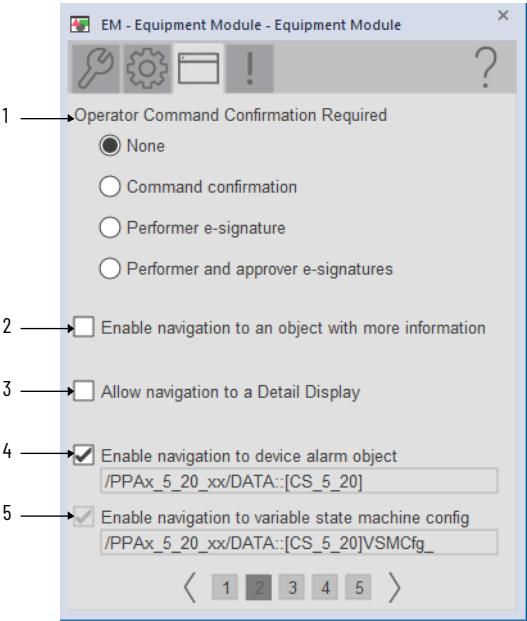 EM - Equipment Module - Equipment Module
×
!
?
1
Operator Command Confirmation Required
None
Command confirmation
Performer e-signature
Performer and approver e-signatures
2
Enable navigation to an object with more information
3
Allow navigation to a Detail Display
4
Enable navigation to device alarm object
/PPAx_5_20_xx/DATA::[CS_5_20]
5
Enable navigation to variable state machine config
/PPAx_5_20_xx/DATA::[CS_5_20]VSMCfg_
1 2 3 4 5